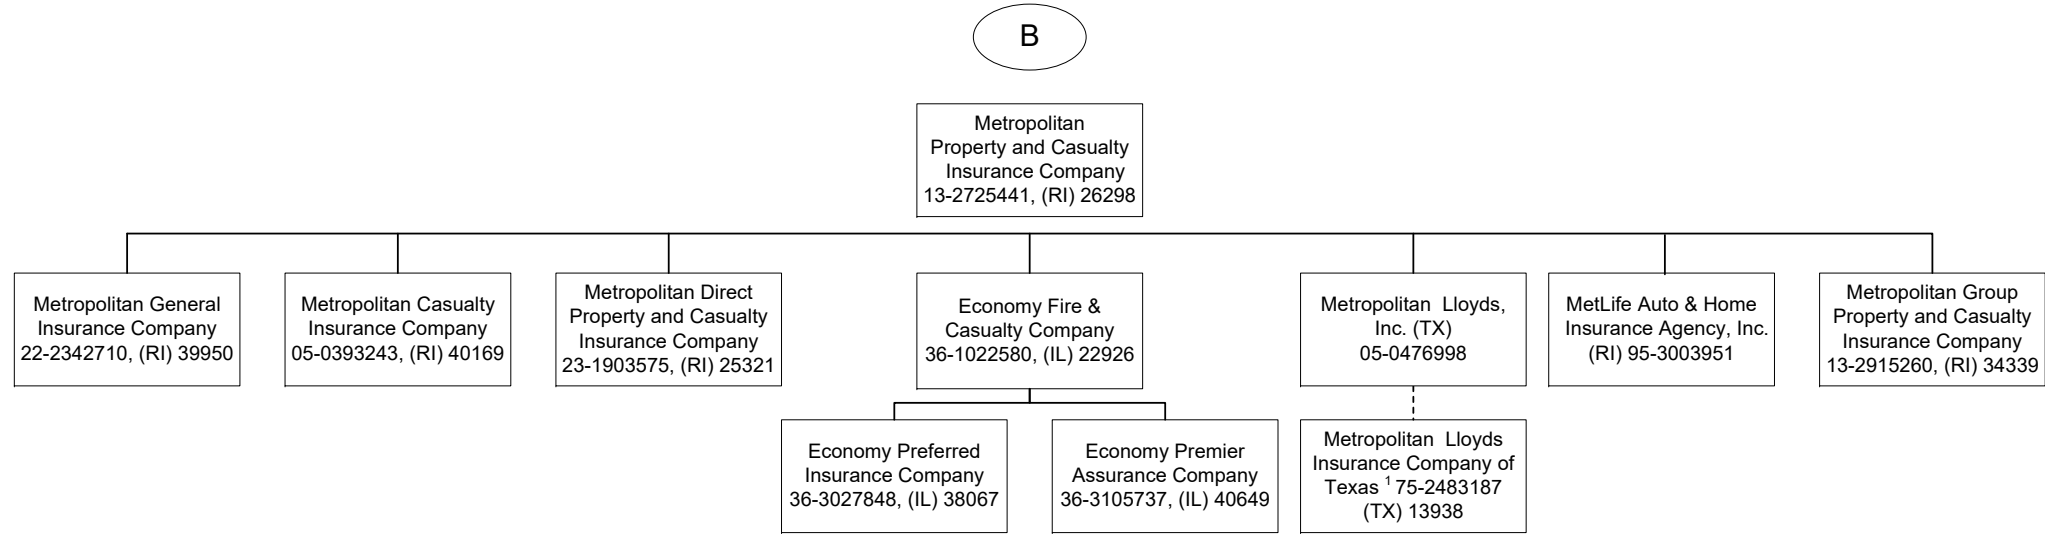 B
Metropolitan
Property and Casualty
Insurance Company
13-2725441, (RI) 26298
Metropolitan General
Insurance Company
22-2342710, (RI) 39950
Metropolitan Casualty
Insurance Company
05-0393243, (RI) 40169
Metropolitan Direct
Property and Casualty
Insurance Company
23-1903575, (RI) 25321
Economy Fire &
Casualty Company
36-1022580, (IL) 22926
Metropolitan Lloyds,
Inc. (TX)
05-0476998
MetLife Auto & Home
Insurance Agency, Inc.
(RI) 95-3003951
Metropolitan Group
Property and Casualty
Insurance Company
13-2915260, (RI) 34339
Economy Preferred
Insurance Company
36-3027848, (IL) 38067
Economy Premier
Assurance Company
36-3105737, (IL) 40649
Metropolitan Lloyds
Insurance Company of
Texas ¹ 75-2483187
(TX) 13938